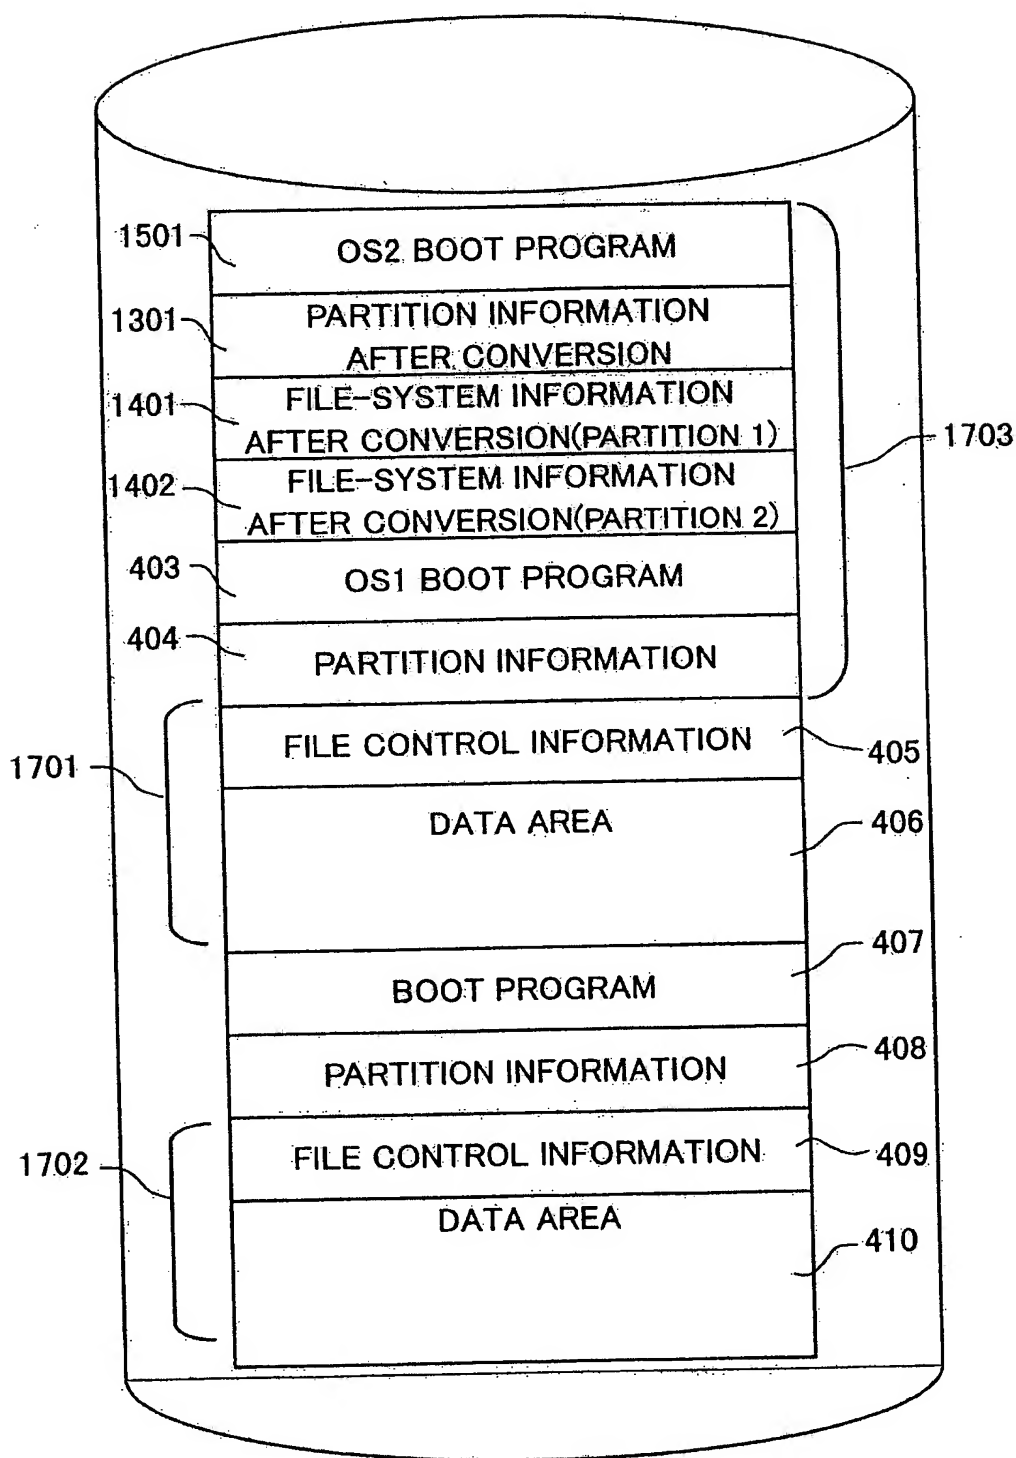 1501
OS2 BOOT PROGRAM
1301
PARTITION INFORMATION
AFTER CONVERSION
1401
FILE-SYSTEM INFORMATION
AFTER CONVERSION(PARTITION 1)
1703
1402
FILE-SYSTEM INFORMATION
AFTER CONVERSION(PARTITION 2)
403
OS1 BOOT PROGRAM
404
PARTITION INFORMATION
1701
FILE CONTROL INFORMATION
405
DATA AREA
406
407
BOOT PROGRAM
408
PARTITION INFORMATION
1702
FILE CONTROL INFORMATION
409
DATA AREA
410